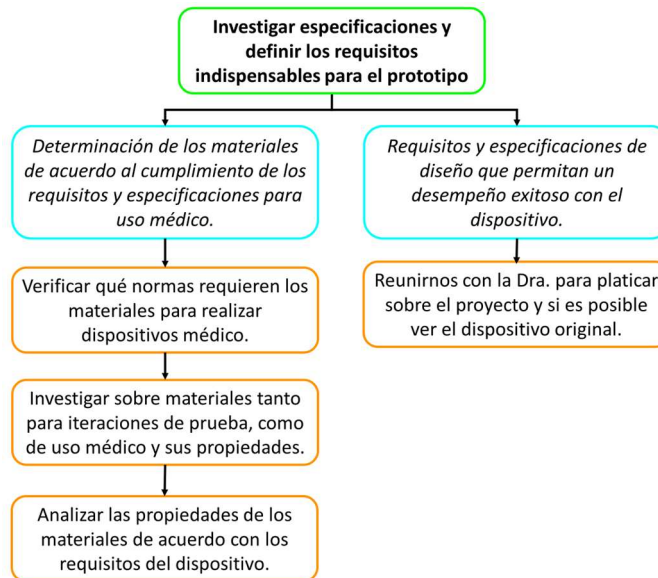 Investigar especificaciones y
definir los requisitos
indispensables para el prototipo
Determinación de los materiales
de acuerdo al cumplimiento de los
requisitos y especificaciones para
uso médico.
Requisitos y especificaciones de
diseño que permitan un
desempeño exitoso con el
dispositivo.
Verificar qué normas requieren los
materiales para realizar
dispositivos médico.
Reunirnos con la Dra. para platicar
sobre el proyecto y si es posible
ver el dispositivo original.
Investigar sobre materiales tanto
para iteraciones de prueba, como
de uso médico y sus propiedades.
Analizar las propiedades de los
materiales de acuerdo con los
requisitos del dispositivo.